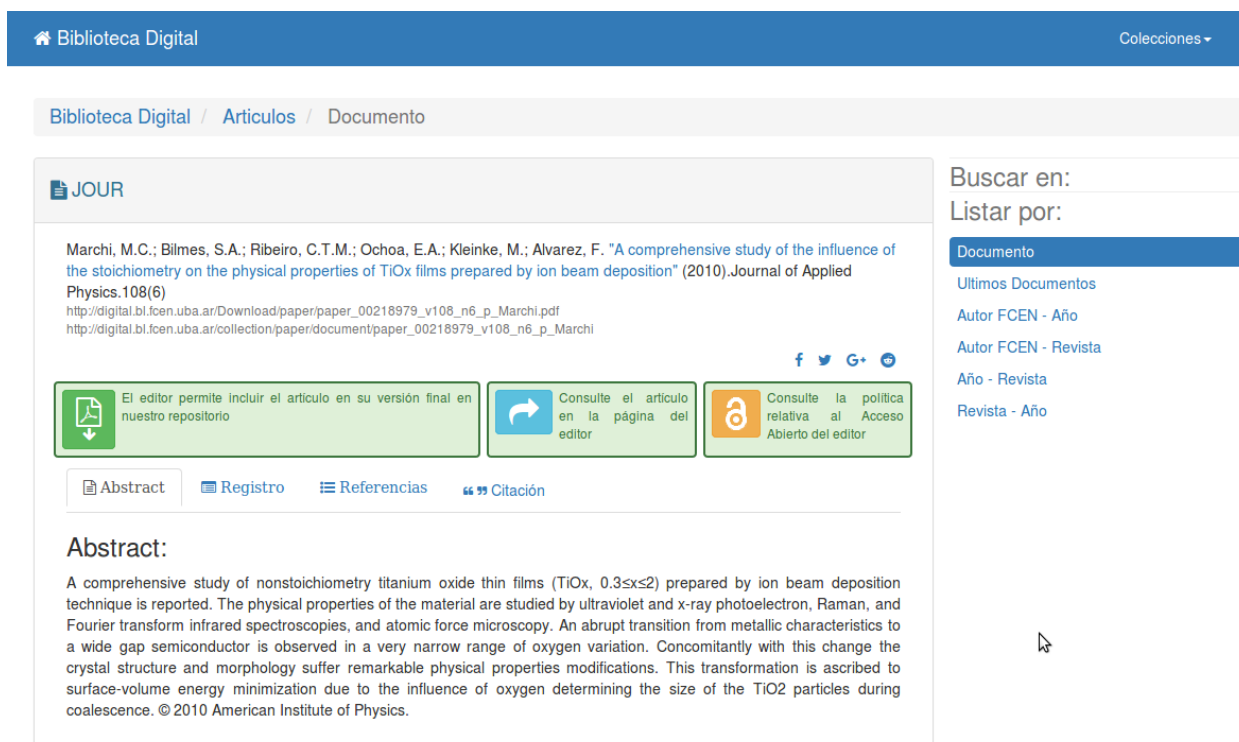 Biblioteca Digital
Colecciones
Biblioteca Digital / Articulos / Documento
JOUR
Marchi, M.C.; Bilmes, S.A.; Ribeiro, C.T.M.; Ochoa, E.A.; Kleinke, M.; Alvarez, F. "A comprehensive study of the influence of
the stoichiometry on the physical properties of TiOx films prepared by ion beam deposition" (2010).Journal of Applied
Physics.108(6)
http://digital.bl.fcen.uba.ar/Download/paper/paper_00218979_v108_n6_p_Marchi.pdf
http://digital.bl.fcen.uba.ar/collection/paper/document/paper_00218979_v108_n6_p_Marchi
G+
El editor permite incluir el artículo en su versión final en
nuestro repositorio
Consulte el artículo
en la página del
editor
Consulte la política
relativa al Acceso
Abierto del editor
Abstract
Registro
Referencias
Citación
Abstract:
A comprehensive study of nonstoichiometry titanium oxide thin films (TiOx, 0.3≤x≤2) prepared by ion beam deposition
technique is reported. The physical properties of the material are studied by ultraviolet and x-ray photoelectron, Raman, and
Fourier transform infrared spectroscopies, and atomic force microscopy. An abrupt transition from metallic characteristics to
a wide gap semiconductor is observed in a very narrow range of oxygen variation. Concomitantly with this change the
crystal structure and morphology suffer remarkable physical properties modifications. This transformation is ascribed to
surface-volume energy minimization due to the influence of oxygen determining the size of the TiO2 particles during
coalescence. © 2010 American Institute of Physics.
Buscar en:
Listar por:
Documento
Ultimos Documentos
Autor FCEN - Año
Autor FCEN - Revista
Año - Revista
Revista - Año